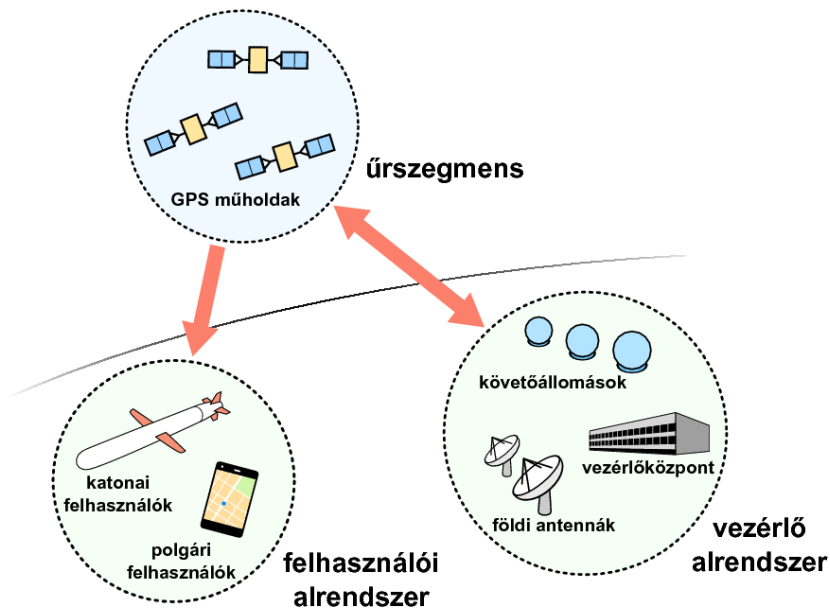 GPS műholdak
űrszegmens
követőállomások
vezérlőközpont
földi antennák
vezérlő
alrendszer
katonai
felhasználók
polgári
felhasználók
felhasználói
alrendszer